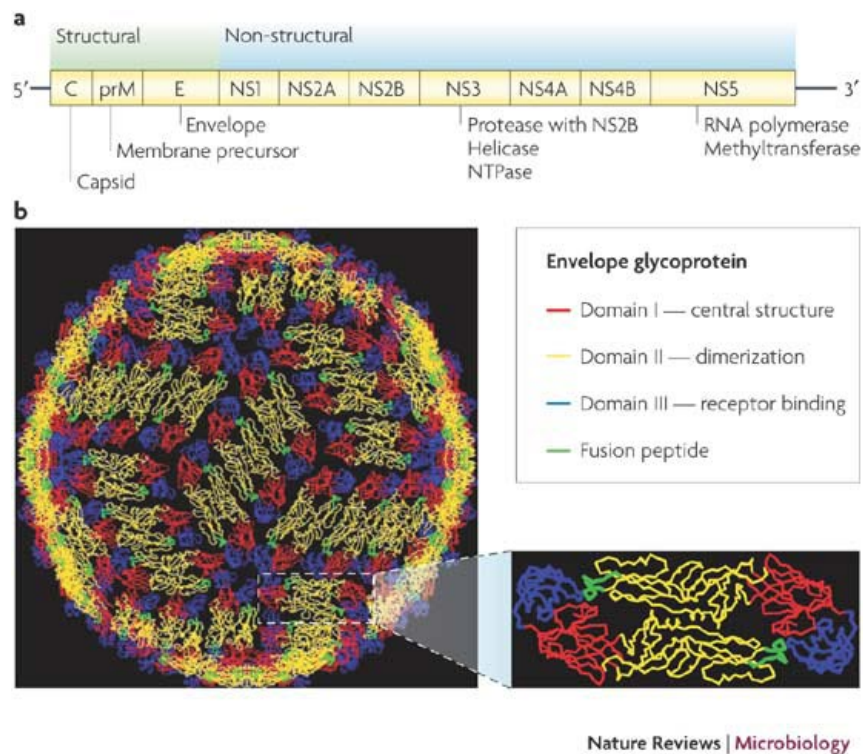 a
Structural Non-structural
5′ C prM E NS1 NS2A NS2B NS3 NS4A NS4B NS5 3′
Envelope Protease with NS2B RNA polymerase
Membrane precursor Helicase Methyltransferase
Capsid NTPase
b
Envelope glycoprotein
Domain I — central structure
Domain II — dimerization
Domain III — receptor binding
Fusion peptide
Nature Reviews | Microbiology